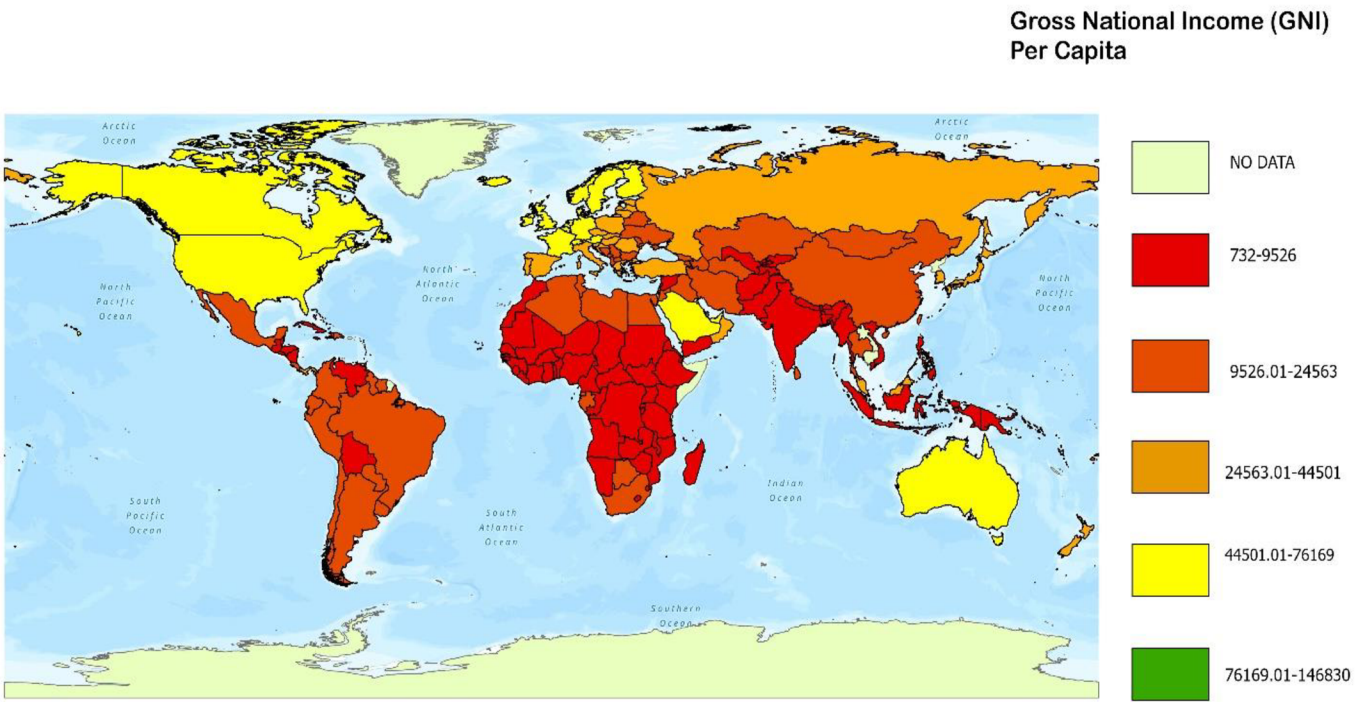 Gross National Income (GNI)
Per Capita
Arctic
Ocean
Arctic
Ocean
North
Pacific
Ocean
North
Atlantic
Ocean
North
Pacific
Ocean
South
Pacific
Ocean
South
Atlantic
Ocean
Indian
Ocean
Southern
Ocean
NO DATA
732-9526
9526.01-24563
24563.01-44501
44501.01-76169
76169.01-146830